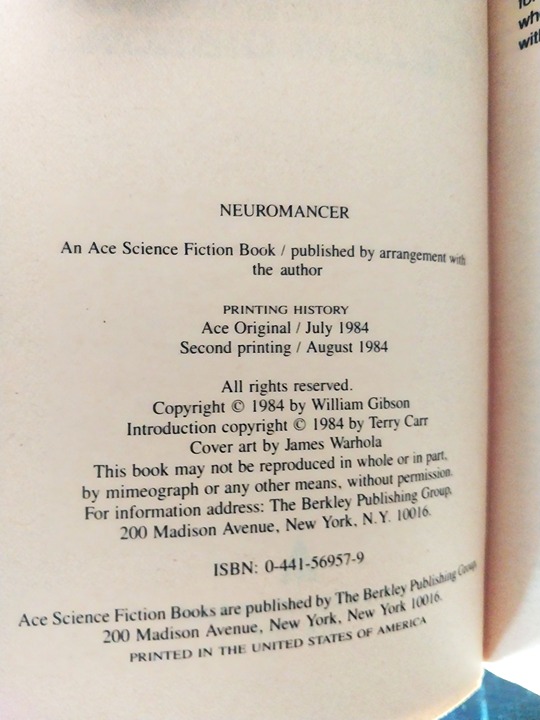 NEUROMANCER
An Ace Science Fiction Book / published by arrangement with
the author
PRINTING HISTORY
Ace Original / July 1984
Second printing / August 1984
All rights reserved.
Copyright © 1984 by William Gibson
Introduction copyright © 1984 by Terry Carr
Cover art by James Warhola
This book may not be reproduced in whole or in part,
by mimeograph or any other means, without permission.
For information address: The Berkley Publishing Group,
200 Madison Avenue, New York, N.Y. 10016.
ISBN: 0-441-56957-9
Ace Science Fiction Books are published by The Berkley Publishing Group,
200 Madison Avenue, New York, New York 10016.
PRINTED IN THE UNITED STATES OF AMERICA